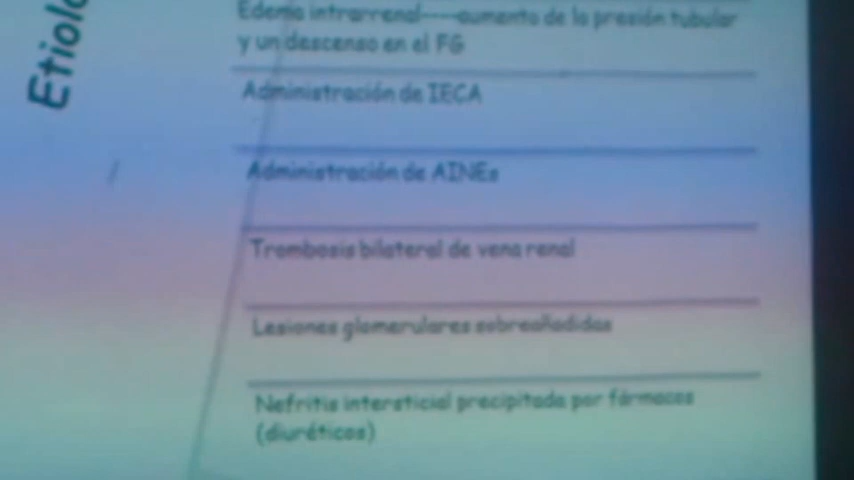 Etiolo
Edema intrarrenal----aumento de la presión tubular
y un descenso en el FG
Administración de IECA
Administración de AINEs
Trombosis bilateral de vena renal
Lesiones glomerulares sobreañadidas
Nefritis intersticial precipitada por fármacos
(diuréticos)